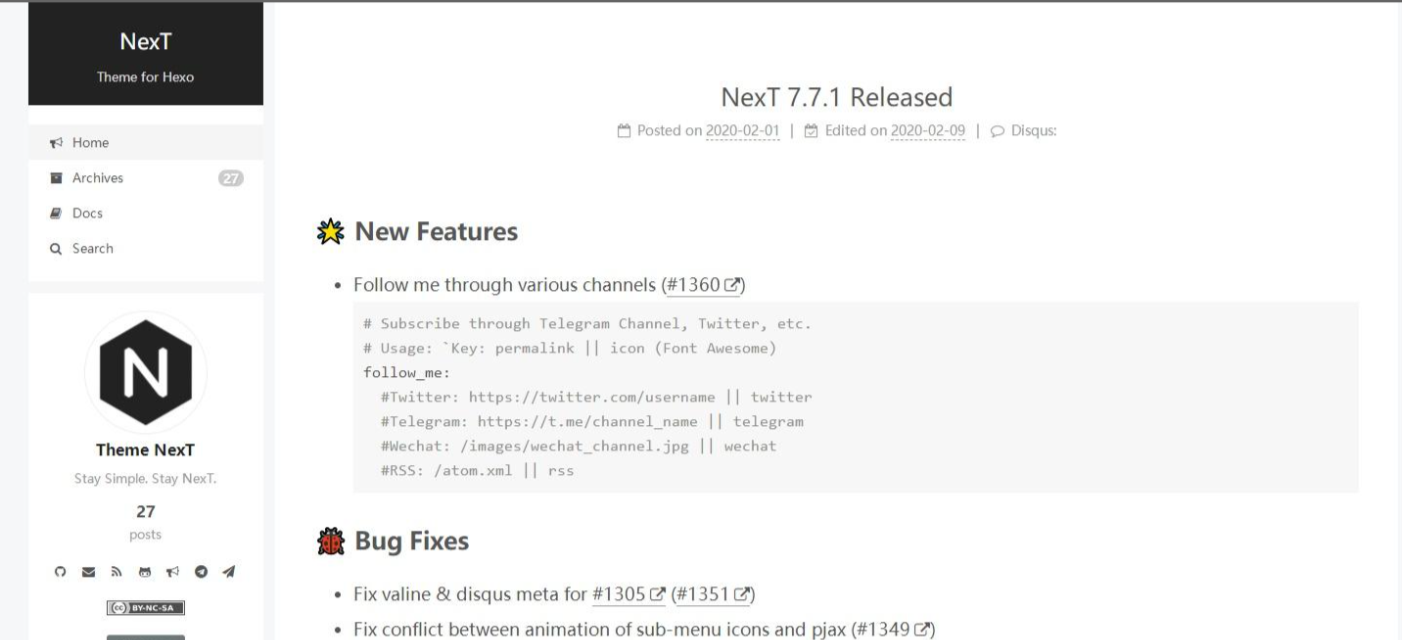 NexT
Theme for Hexo
Home
Archives 27
Docs
Search
N
Theme NexT
Stay Simple. Stay NexT.
27
posts
(cc) BY-NC-SA
NexT 7.7.1 Released
Posted on 2020-02-01 | Edited on 2020-02-09 | Disqus:
New Features
• Follow me through various channels (#1360)
# Subscribe through Telegram Channel, Twitter, etc.
# Usage: `Key: permalink || icon (Font Awesome)
follow_me:
#Twitter: https://twitter.com/username || twitter
#Telegram: https://t.me/channel_name || telegram
#Wechat: /images/wechat_channel.jpg || wechat
#RSS: /atom.xml || rss
Bug Fixes
• Fix valine & disqus meta for #1305 (#1351)
• Fix conflict between animation of sub-menu icons and pjax (#1349)